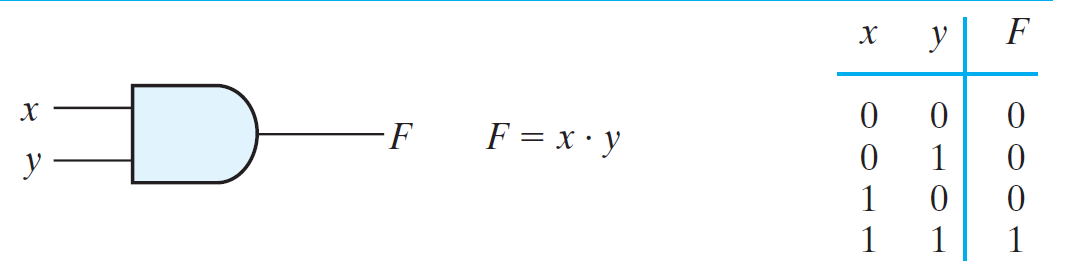 x
y
F
F = x · y
x y F
0 0 0
0 1 0
1 0 0
1 1 1